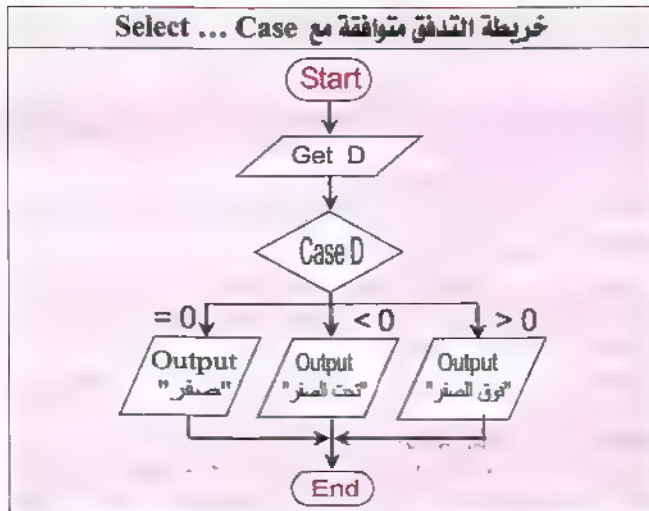 خريطة التدفق متوافقة مع Select ... Case
Start
Get D
Case D
= 0
< 0
> 0
Output
"صفر"
Output
"تحت الصفر"
Output
"فوق الصفر"
End